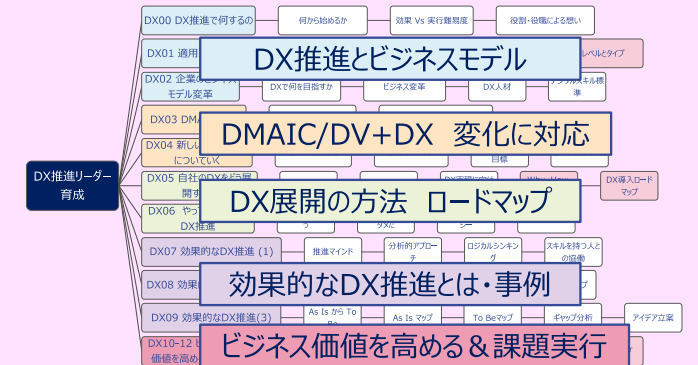 DX00 DX推進で何するの
何から始めるか
効果 Vs 実行難易度
役割・役職による想い
DX01 適用
レベルとタイプ
DX推進とビジネスモデル
DX02 企業の
モデル変革
DXで何を目指すか
ビジネス変革
DX人材
デジタルスキル標
準
DX03 DMA
DMAIC/DV+DX 変化に対応
DX04 新しい
についていく
目標
DX推進リーダー
育成
DX05 自社のDXをどう展
開す
DX導入ロード
マップ
DX展開の方法 ロードマップ
DX06 やっ
DX推進
DX07 効果的なDX推進 (1)
推進マインド
分析的アプロー
チ
ロジカルシンキン
グ
スキルを持つ人と
の協働
DX08 効果
効果的なDX推進とは・事例
DX09 効果的なDX推進(3)
As Is から To
As Is マップ
To Beマップ
ギャップ分析
アイデア立案
DX10-12
価値を高め
ビジネス価値を高める＆課題実行